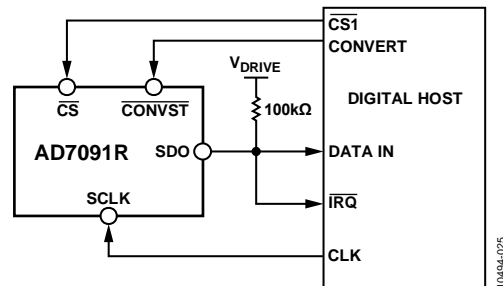 CS1
CONVERT
VDRIVE
100kΩ
DIGITAL HOST
CS
CONVST
AD7091R
SDO
DATA IN
SCLK
IRQ
CLK
10494-025